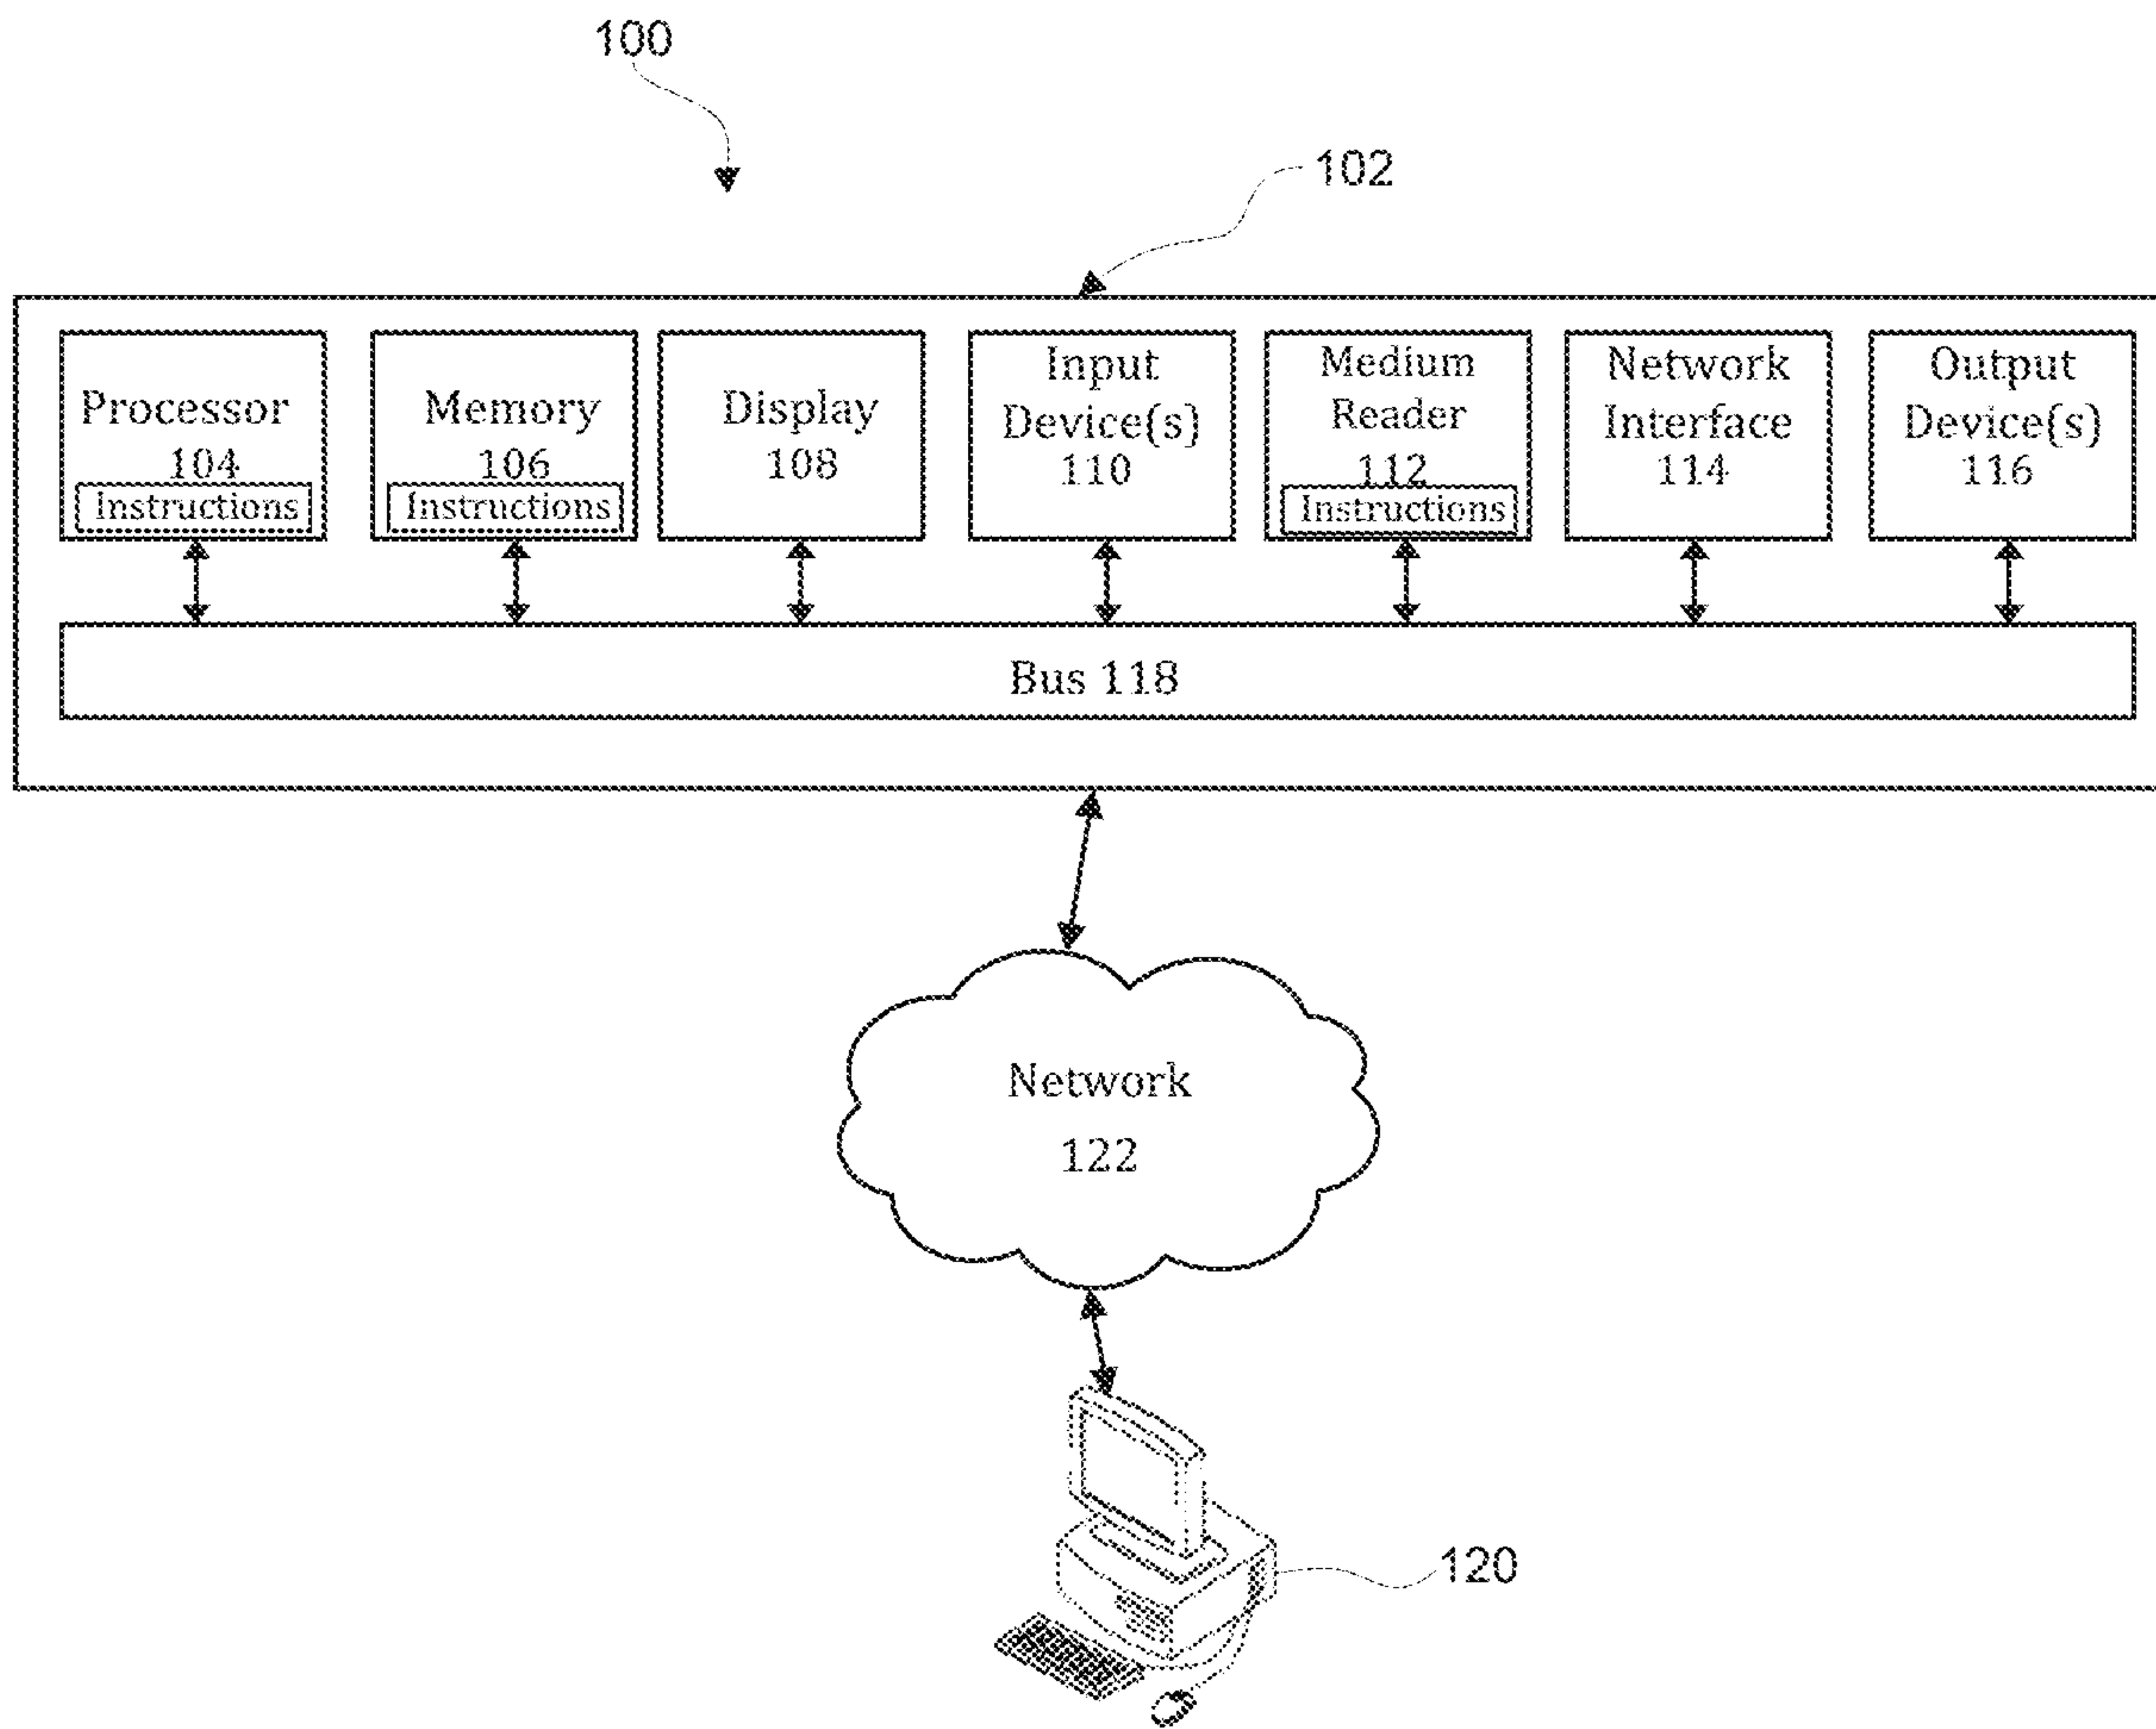 100
102
Processor
104
Instructions
Memory
106
Instructions
Display
108
Input
Device(s)
110
Medium
Reader
112
Instructions
Network
Interface
114
Output
Device(s)
116
Bus 118
Network
122
120